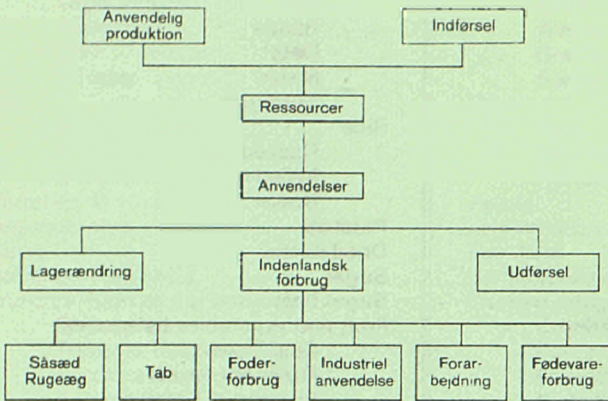 Anvendelig
produktion
Indførsel
Ressourcer
Anvendelser
Lagerændring
Indenlandsk
forbrug
Udførsel
Såsæd
Rugeæg
Tab
Foder-
forbrug
Industriel
anvendelse
Forar-
bejdning
Fødevare-
forbrug